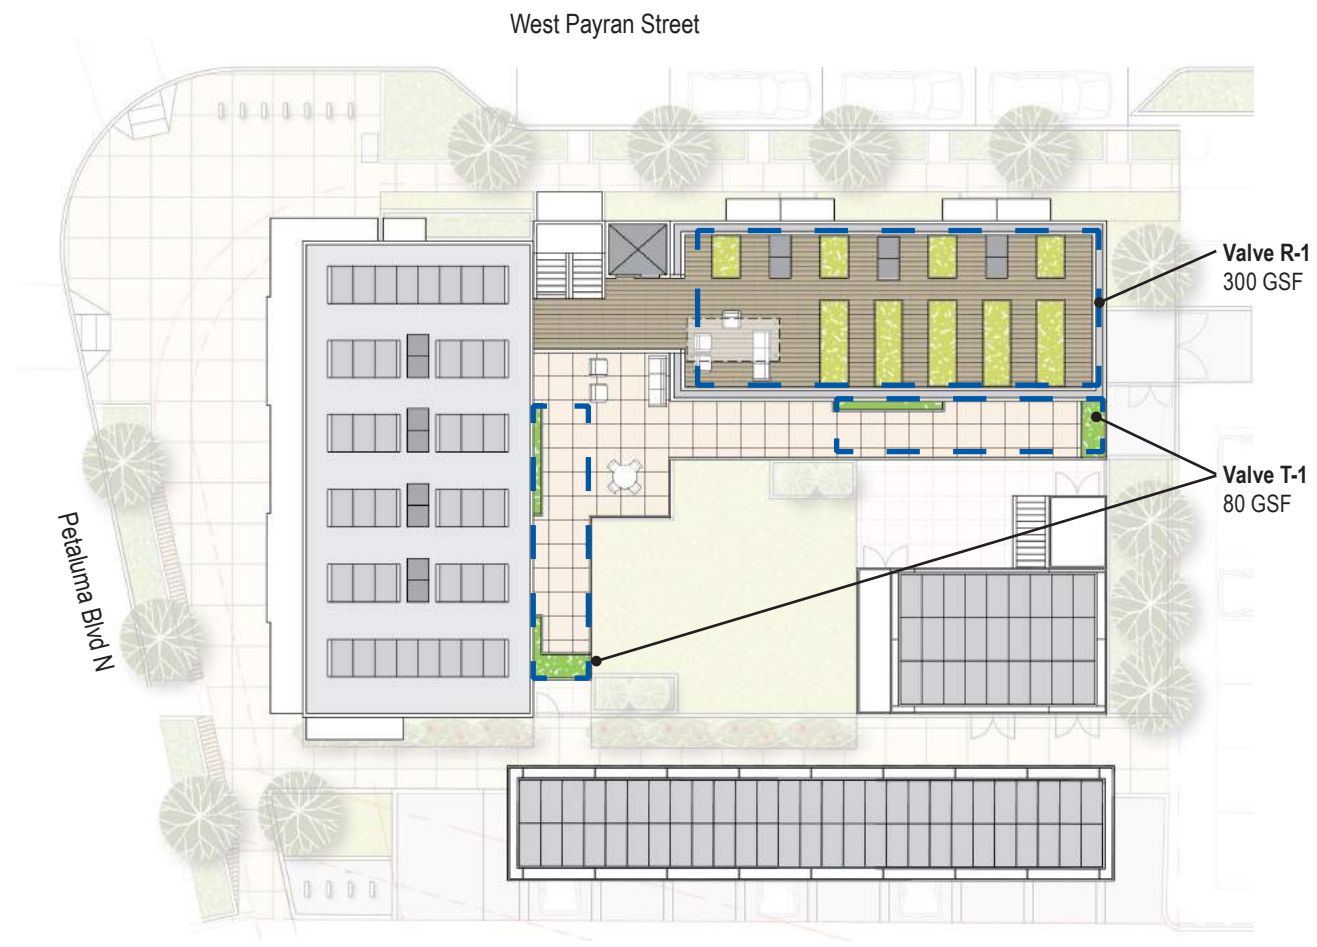 West Payran Street
Valve R-1
300 GSF
Valve T-1
80 GSF
Petaluma Blvd N